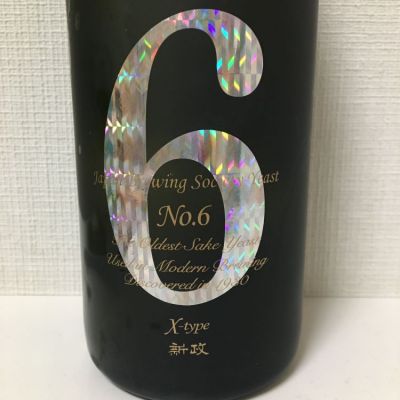 6
Japan Brewing Society Yeast
No.6
The Oldest Sake Yeast
Used in Modern Brewing
Discovered in 1930
X-type
新政